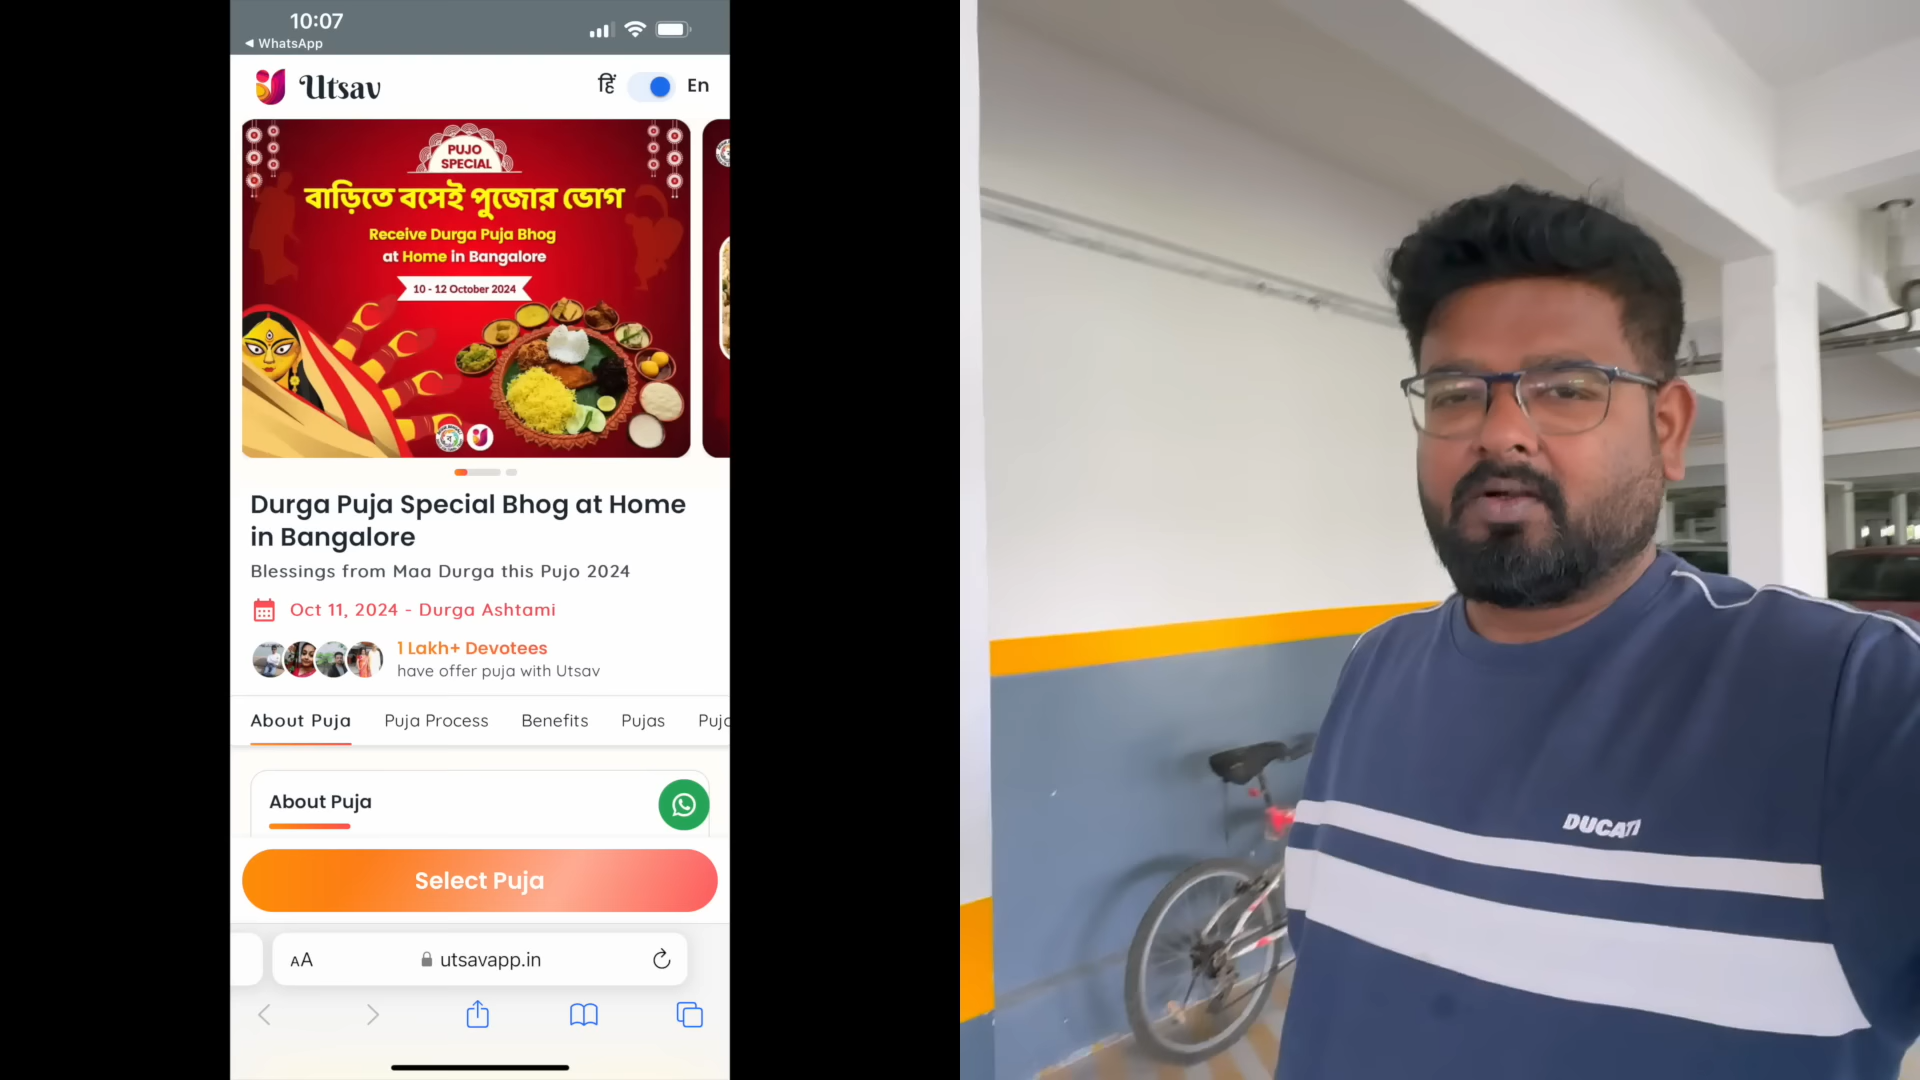 10:07
◀ WhatsApp
Utsav
हिं
En
PUJO
SPECIAL
বাড়িতে বসেই পুজোর ভোগ
Receive Durga Puja Bhog
at Home in Bangalore
10 - 12 October 2024
Durga Puja Special Bhog at Home
in Bangalore
Blessings from Maa Durga this Pujo 2024
Oct 11, 2024 - Durga Ashtami
1 Lakh+ Devotees
have offer puja with Utsav
About Puja
Puja Process
Benefits
Pujas
About Puja
Select Puja
AA
utsavapp.in
DUCATI